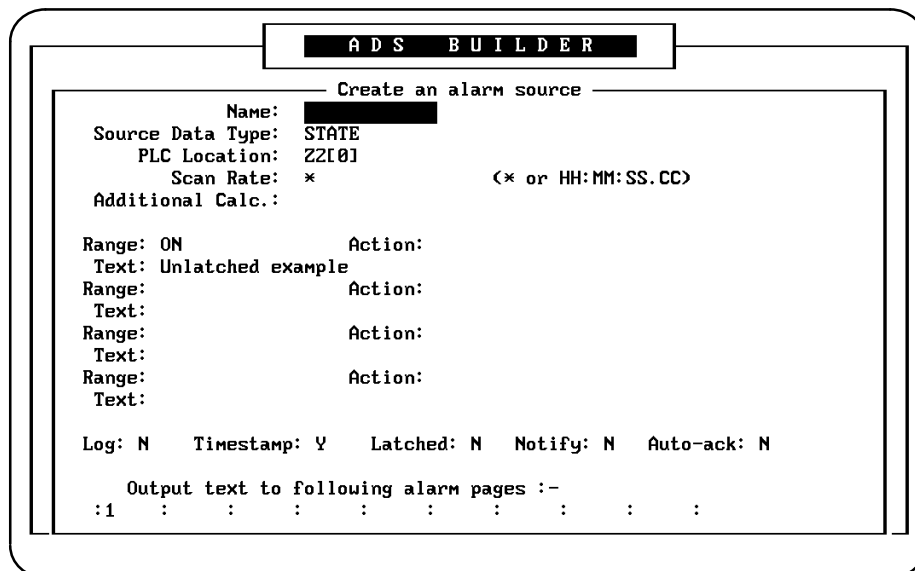 ADS BUILDER
Create an alarm source
Name:
Source Data Type: STATE
PLC Location: ZZ[0]
Scan Rate: * (* or HH:MM:SS.CC)
Additional Calc.:
Range: ON Action:
Text: Unlatched example
Range: Action:
Text:
Range: Action:
Text:
Range: Action:
Text:
Log: N Timestamp: Y Latched: N Notify: N Auto-ack: N
Output text to following alarm pages :-
:1 : : : : : : : : :